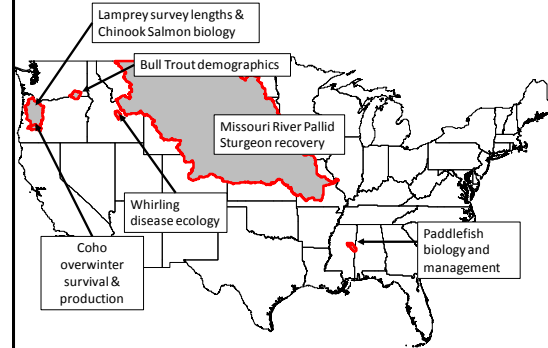 Lamprey survey lengths &
Chinook Salmon biology
Bull Trout demographics
Missouri River Pallid
Sturgeon recovery
Whirling
disease ecology
Coho
overwinter
survival &
production
Paddlefish
biology and
management